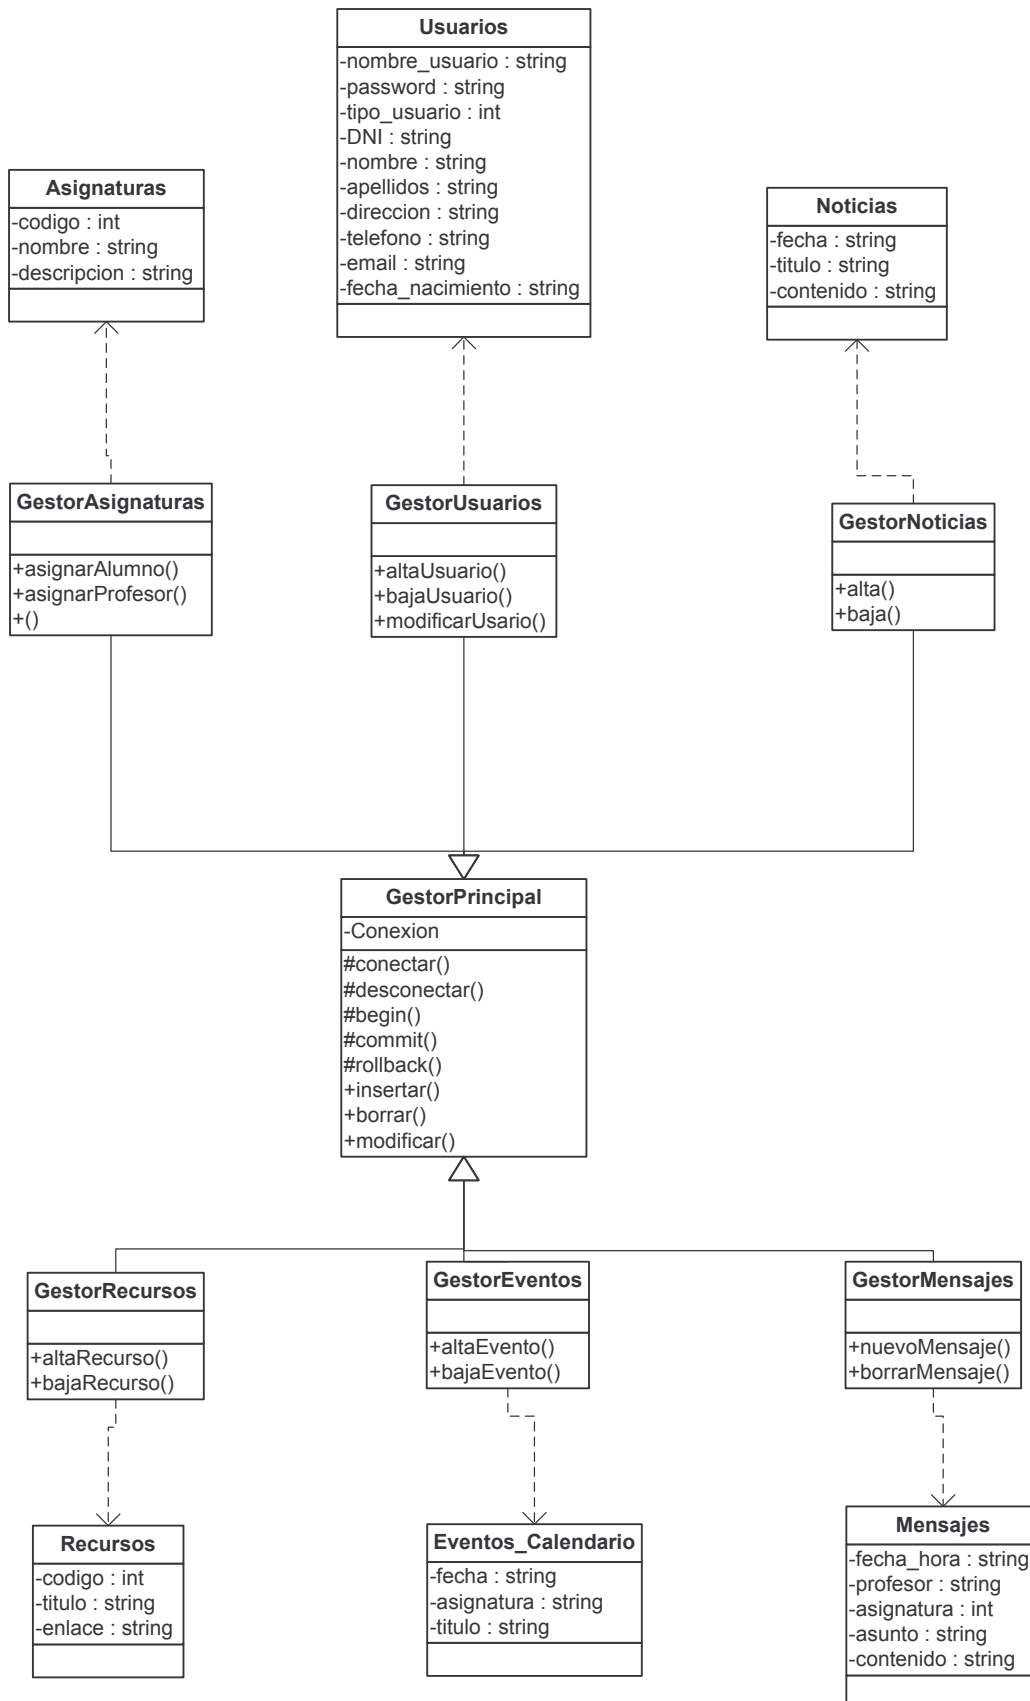 Usuarios
-nombre_usuario : string
-password : string
-tipo_usuario : int
-DNI : string
-nombre : string
-apellidos : string
-direccion : string
-telefono : string
-email : string
-fecha_nacimiento : string
Asignaturas
-codigo : int
-nombre : string
-descripcion : string
Noticias
-fecha : string
-titulo : string
-contenido : string
GestorAsignaturas
+asignarAlumno()
+asignarProfesor()
+()
GestorUsuarios
+altaUsuario()
+bajaUsuario()
+modificarUsario()
GestorNoticias
+alta()
+baja()
GestorPrincipal
-Conexion
#conectar()
#desconectar()
#begin()
#commit()
#rollback()
+insertar()
+borrar()
+modificar()
GestorRecursos
+altaRecurso()
+bajaRecurso()
GestorEventos
+altaEvento()
+bajaEvento()
GestorMensajes
+nuevoMensaje()
+borrarMensaje()
Recursos
-codigo : int
-titulo : string
-enlace : string
Eventos_Calendario
-fecha : string
-asignatura : string
-titulo : string
Mensajes
-fecha_hora : string
-profesor : string
-asignatura : int
-asunto : string
-contenido : string